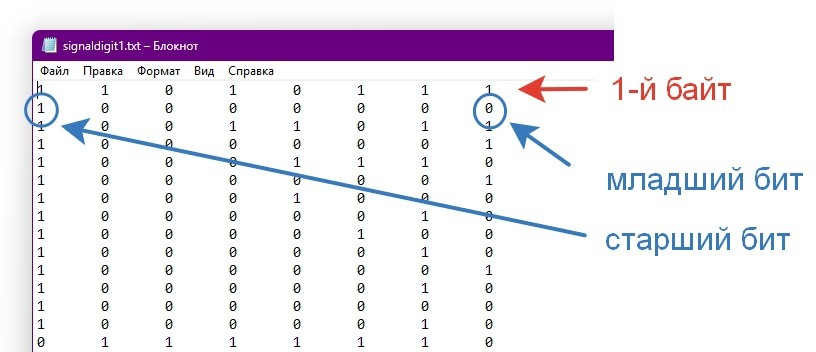 signaldigit1.txt – Блокнот
Файл Правка Формат Вид Справка
1 1 0 1 0 1 1 1
1-й байт
1 0 0 0 0 0 0 0
1 0 0 1 1 0 1 1
1 0 0 0 0 0 0 1
1 0 0 0 1 1 1 0
1 0 0 0 0 0 0 1
младший бит
1 0 0 0 1 0 0 0
1 0 0 0 0 0 1 0
1 0 0 0 0 1 0 0
старший бит
1 0 0 0 0 0 1 0
1 0 0 0 0 0 0 1
1 0 0 0 0 0 1 0
1 0 0 0 0 0 0 0
1 0 0 0 0 0 1 0
0 1 1 1 1 1 1 0